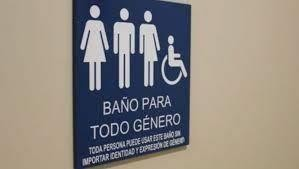 BAÑO PARA
TODO GÉNERO
TODA PERSONA PUEDE USAR ESTE BAÑO SIN
IMPORTAR IDENTIDAD Y EXPRESIÓN DE GÉNERO